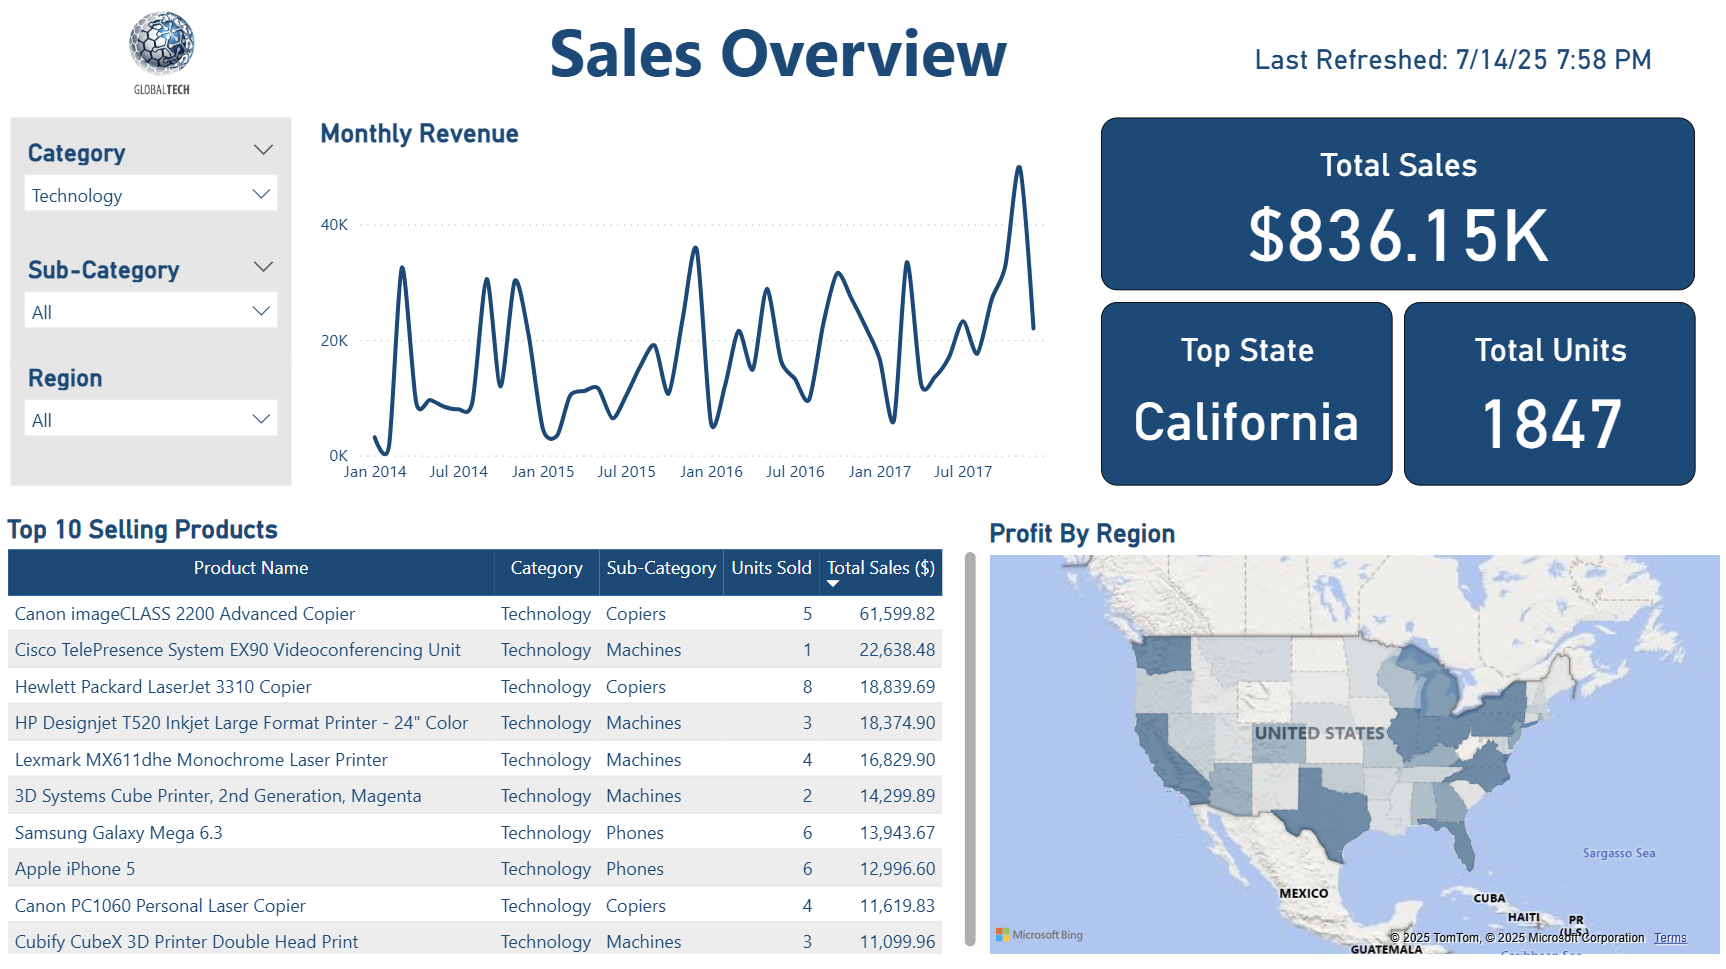 GLOBALTECH
Sales Overview
Last Refreshed: 7/14/25 7:58 PM
Category
Technology
Sub-Category
All
Region
All
Monthly Revenue
40K
20K
0K
Jan 2014 Jul 2014 Jan 2015 Jul 2015 Jan 2016 Jul 2016 Jan 2017 Jul 2017
Total Sales
$836.15K
Top State
California
Total Units
1847
Top 10 Selling Products
Product Name Category Sub-Category Units Sold Total Sales ($)
Canon imageCLASS 2200 Advanced Copier Technology Copiers 5 61,599.82
Cisco TelePresence System EX90 Videoconferencing Unit Technology Machines 1 22,638.48
Hewlett Packard LaserJet 3310 Copier Technology Copiers 8 18,839.69
HP Designjet T520 Inkjet Large Format Printer - 24" Color Technology Machines 3 18,374.90
Lexmark MX611dhe Monochrome Laser Printer Technology Machines 4 16,829.90
3D Systems Cube Printer, 2nd Generation, Magenta Technology Machines 2 14,299.89
Samsung Galaxy Mega 6.3 Technology Phones 6 13,943.67
Apple iPhone 5 Technology Phones 6 12,996.60
Canon PC1060 Personal Laser Copier Technology Copiers 4 11,619.83
Cubify CubeX 3D Printer Double Head Print Technology Machines 3 11,099.96
Profit By Region
UNITED STATES
Sargasso Sea
MEXICO
CUBA
HAITI
PR
(U.S.)
GUATEMALA
Caribbean Sea
Microsoft Bing
© 2025 TomTom, © 2025 Microsoft Corporation Terms